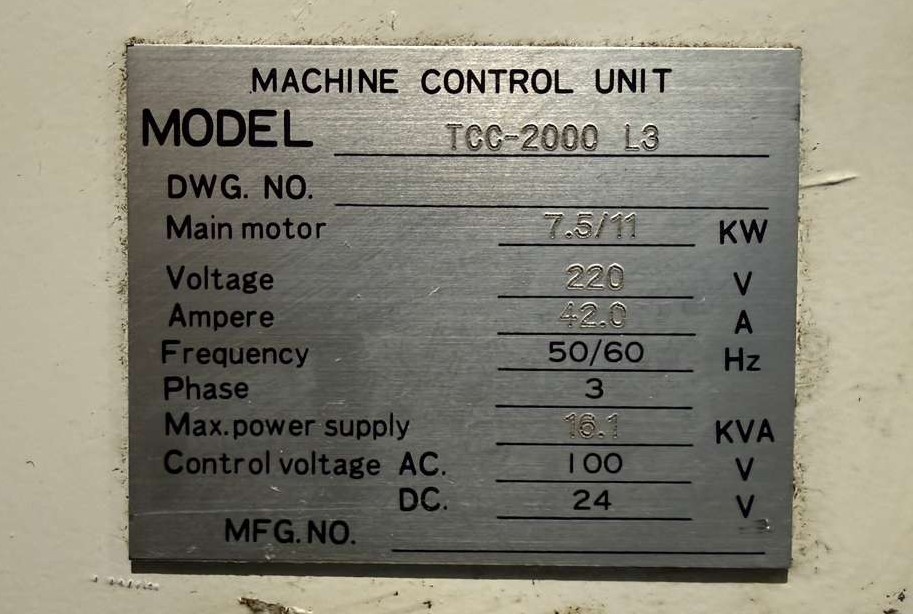 MACHINE CONTROL UNIT
MODEL TCC-2000 L3
DWG. NO.
Main motor 7.5/11 KW
Voltage 220 V
Ampere 42.0 A
Frequency 50/60 Hz
Phase 3
Max. power supply 16.1 KVA
Control voltage AC. 100 V
DC. 24 V
MFG. NO.